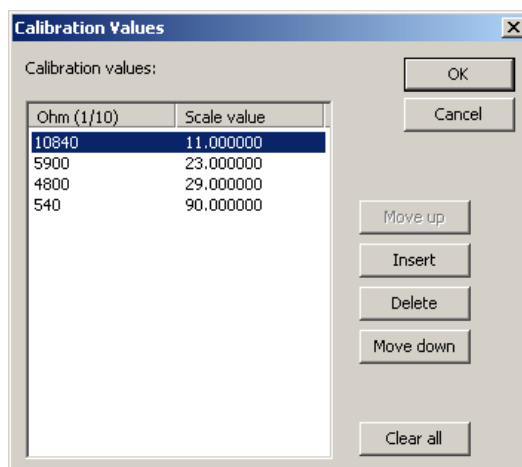 Calibration Values
Calibration values:
OK
Cancel
Ohm (1/10) Scale value
10840 11.000000
5900 23.000000
4800 29.000000
540 90.000000
Move up
Insert
Delete
Move down
Clear all